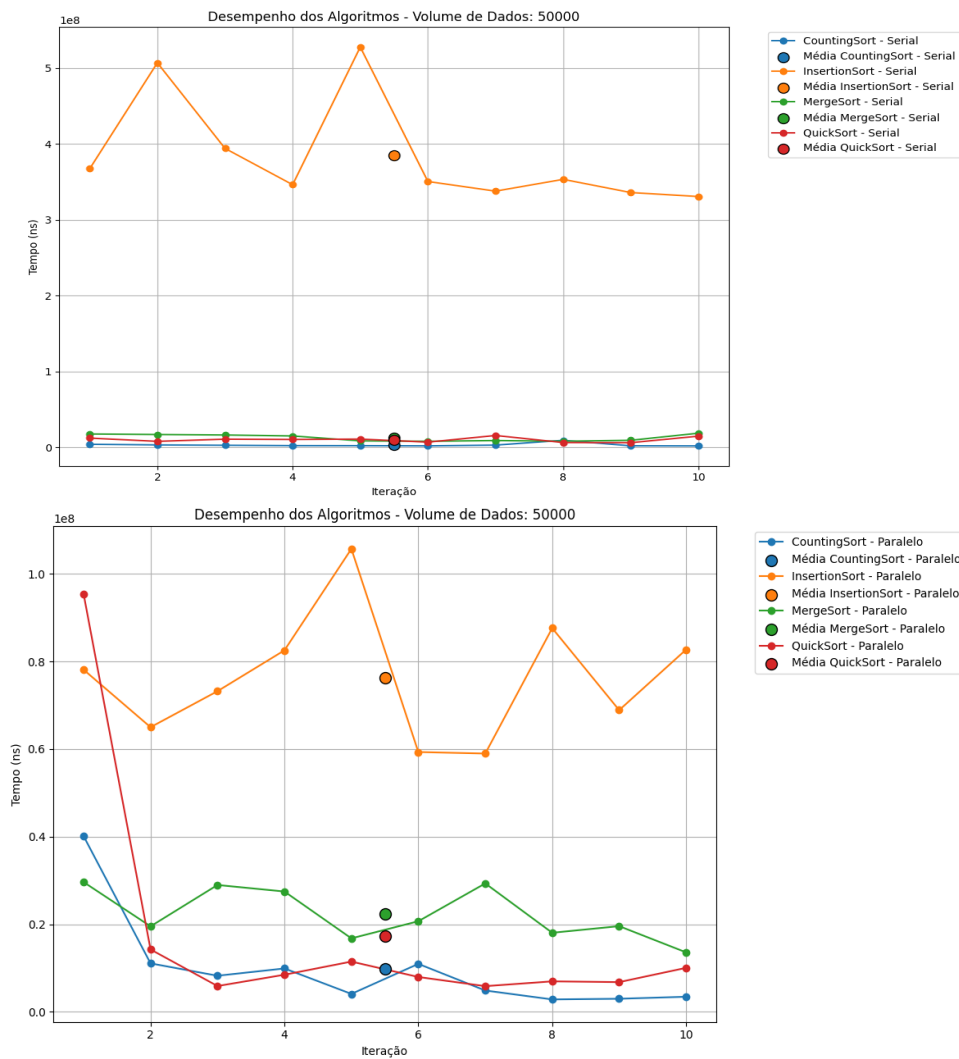 Desempenho dos Algoritmos - Volume de Dados: 50000
1e8
5
4
3
2
1
0
Tempo (ns)
2 4 6 8 10
Iteração
CountingSort - Serial
Média CountingSort - Serial
InsertionSort - Serial
Média InsertionSort - Serial
MergeSort - Serial
Média MergeSort - Serial
QuickSort - Serial
Média QuickSort - Serial
Desempenho dos Algoritmos - Volume de Dados: 50000
1e8
1.0
0.8
0.6
0.4
0.2
0.0
Tempo (ns)
2 4 6 8 10
Iteração
CountingSort - Paralelo
Média CountingSort - Paralelo
InsertionSort - Paralelo
Média InsertionSort - Paralelo
MergeSort - Paralelo
Média MergeSort - Paralelo
QuickSort - Paralelo
Média QuickSort - Paralelo